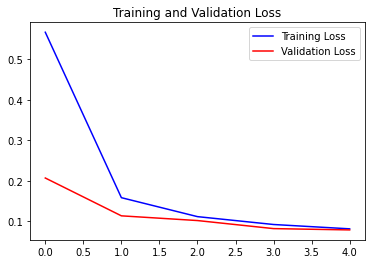 Training and Validation Loss
Training Loss
Validation Loss
0.5
0.4
0.3
0.2
0.1
0.0 0.5 1.0 1.5 2.0 2.5 3.0 3.5 4.0